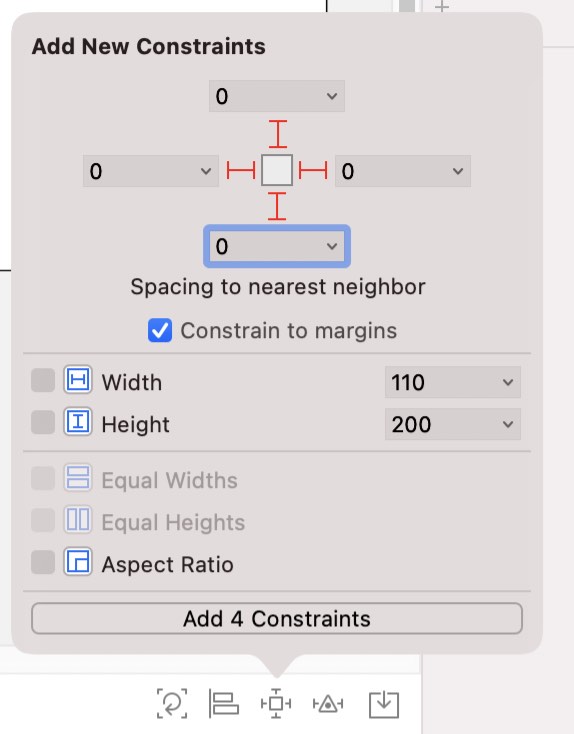 Add New Constraints
0
0 0
0
Spacing to nearest neighbor
Constrain to margins
Width 110
Height 200
Equal Widths
Equal Heights
Aspect Ratio
Add 4 Constraints